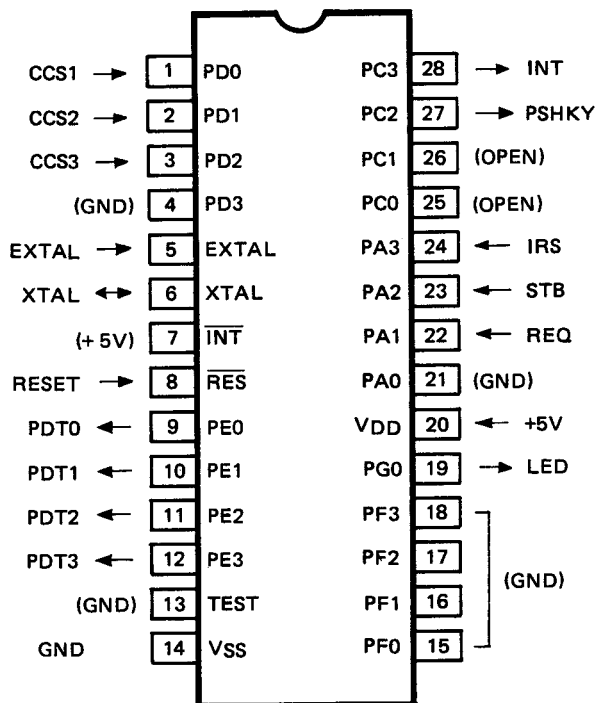 CCS1 → 1 PD0 PC3 28 → INT
CCS2 → 2 PD1 PC2 27 → PSHKY
CCS3 → 3 PD2 PC1 26 (OPEN)
(GND) 4 PD3 PC0 25 (OPEN)
EXTAL → 5 EXTAL PA3 24 ← IRS
XTAL ↔ 6 XTAL PA2 23 ← STB
(+5V) 7 I̅N̅T̅ PA1 22 ← REQ
RESET → 8 R̅E̅S̅ PA0 21 (GND)
PDT0 ← 9 PE0 VDD 20 ← +5V
PDT1 ← 10 PE1 PG0 19 → LED
PDT2 ← 11 PE2 PF3 18
PDT3 ← 12 PE3 PF2 17
(GND)
(GND) 13 TEST PF1 16
GND 14 VSS PF0 15